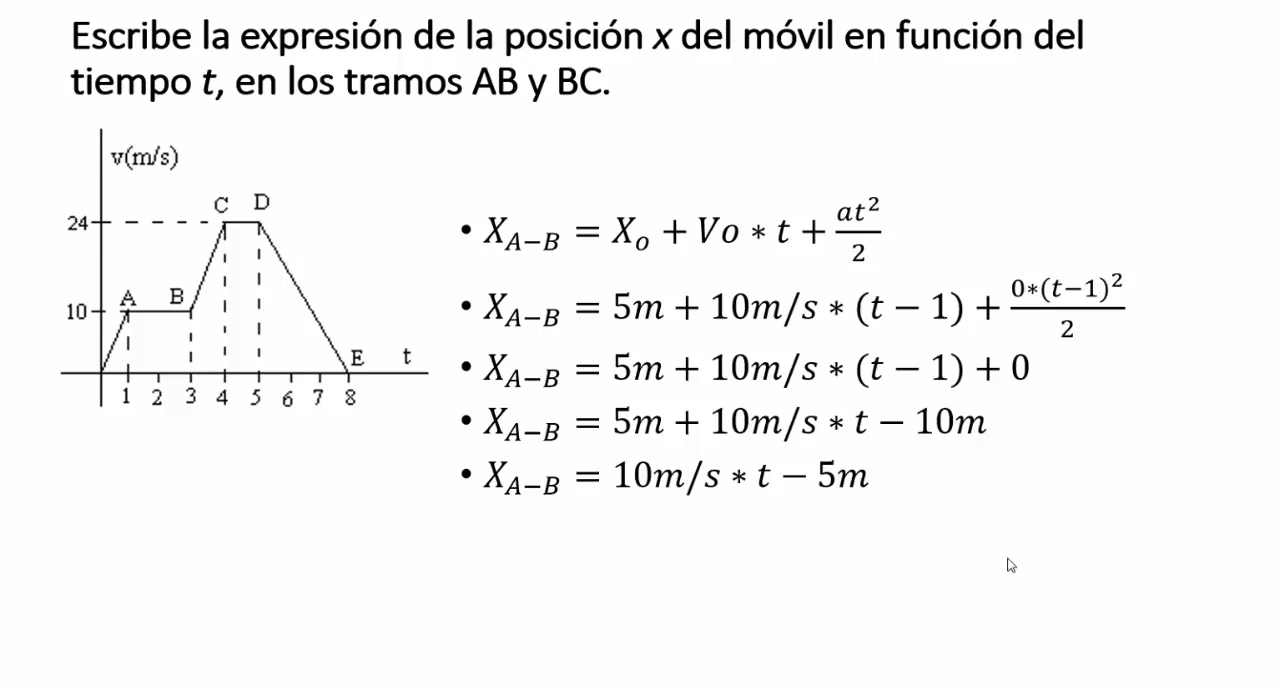 Escribe la expresión de la posición x del móvil en función del
tiempo t, en los tramos AB y BC.
v(m/s)
C D
24
A B
10
E t
1 2 3 4 5 6 7 8
• X_{A−B} = X_o + Vo ∗ t + \frac{at^2}{2}
• X_{A−B} = 5m + 10m/s ∗ (t − 1) + \frac{0∗(t−1)^2}{2}
• X_{A−B} = 5m + 10m/s ∗ (t − 1) + 0
• X_{A−B} = 5m + 10m/s ∗ t − 10m
• X_{A−B} = 10m/s ∗ t − 5m